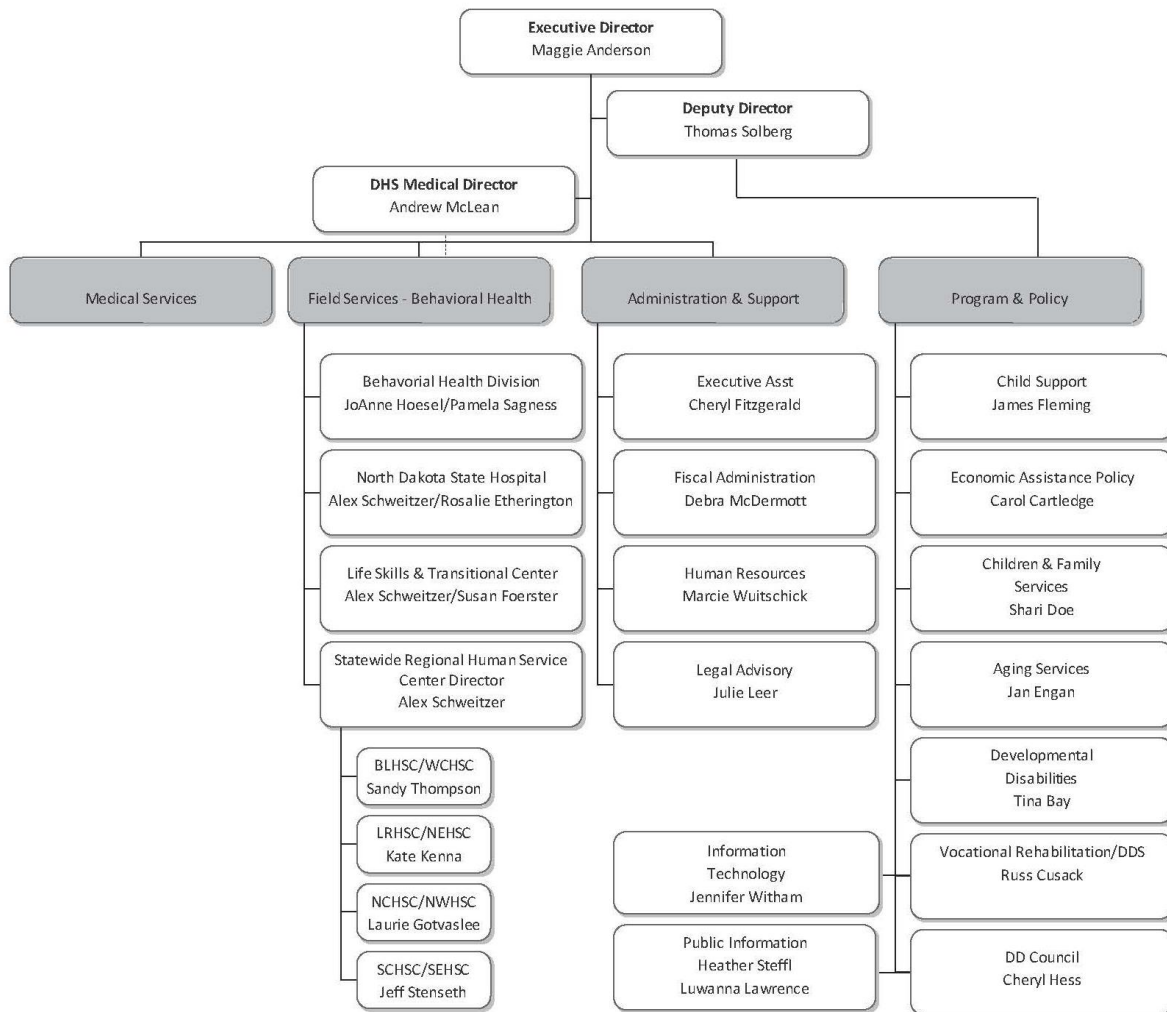 Executive Director
Maggie Anderson
Deputy Director
Thomas Solberg
DHS Medical Director
Andrew McLean
Medical Services
Field Services - Behavioral Health
Administration & Support
Program & Policy
Behavorial Health Division
JoAnne Hoesel/Pamela Sagness
North Dakota State Hospital
Alex Schweitzer/Rosalie Etherington
Life Skills & Transitional Center
Alex Schweitzer/Susan Foerster
Statewide Regional Human Service
Center Director
Alex Schweitzer
BLHSC/WCHSC
Sandy Thompson
LRHSC/NEHSC
Kate Kenna
NCHSC/NWHSC
Laurie Gotvaslee
SCHSC/SEHSC
Jeff Stenseth
Executive Asst
Cheryl Fitzgerald
Fiscal Administration
Debra McDermott
Human Resources
Marcie Wuitschick
Legal Advisory
Julie Leer
Information
Technology
Jennifer Witham
Public Information
Heather Steffl
Luwanna Lawrence
Child Support
James Fleming
Economic Assistance Policy
Carol Cartledge
Children & Family
Services
Shari Doe
Aging Services
Jan Engan
Developmental
Disabilities
Tina Bay
Vocational Rehabilitation/DDS
Russ Cusack
DD Council
Cheryl Hess